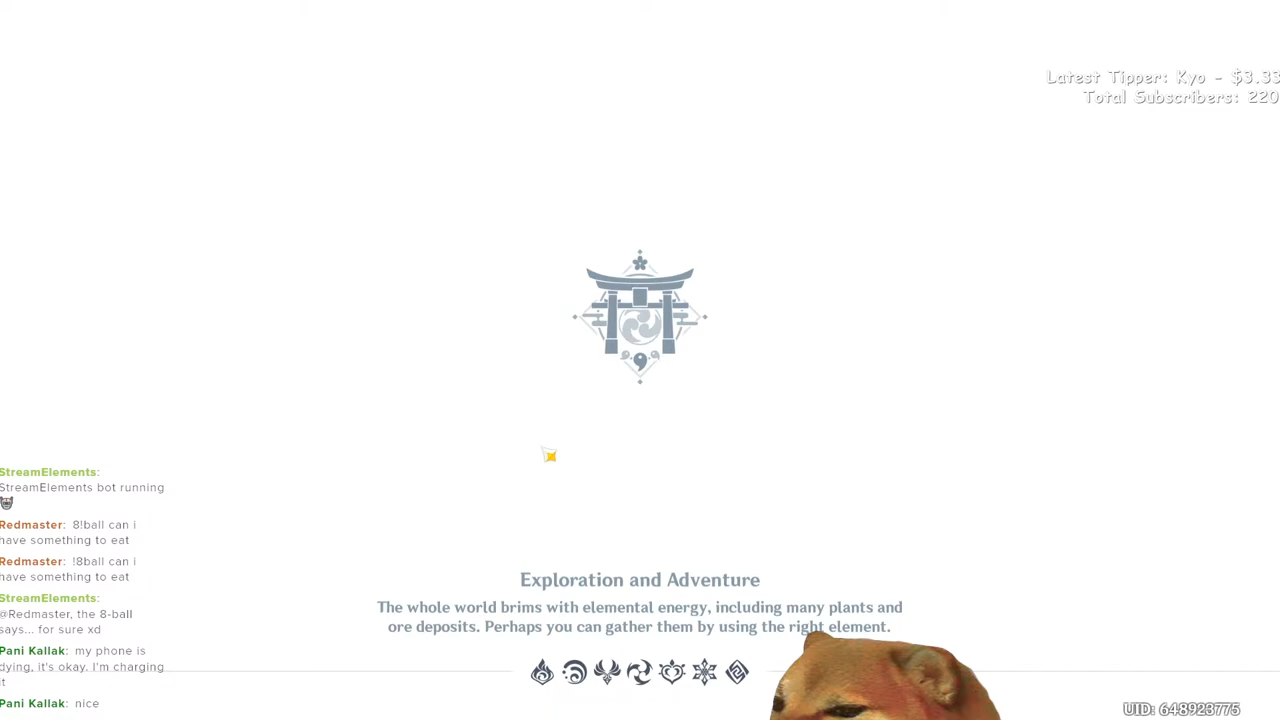 Latest Tipper: Kyo - $3.33
Total Subscribers: 220
StreamElements:
StreamElements bot running
Redmaster: 8!ball can i
have something to eat
Redmaster: !8ball can i
have something to eat
StreamElements:
@Redmaster, the 8-ball
says... for sure xd
Pani Kallak: my phone is
dying, it's okay. I'm charging
it
Pani Kallak: nice
Exploration and Adventure
The whole world brims with elemental energy, including many plants and
ore deposits. Perhaps you can gather them by using the right element.
UID: 648923775